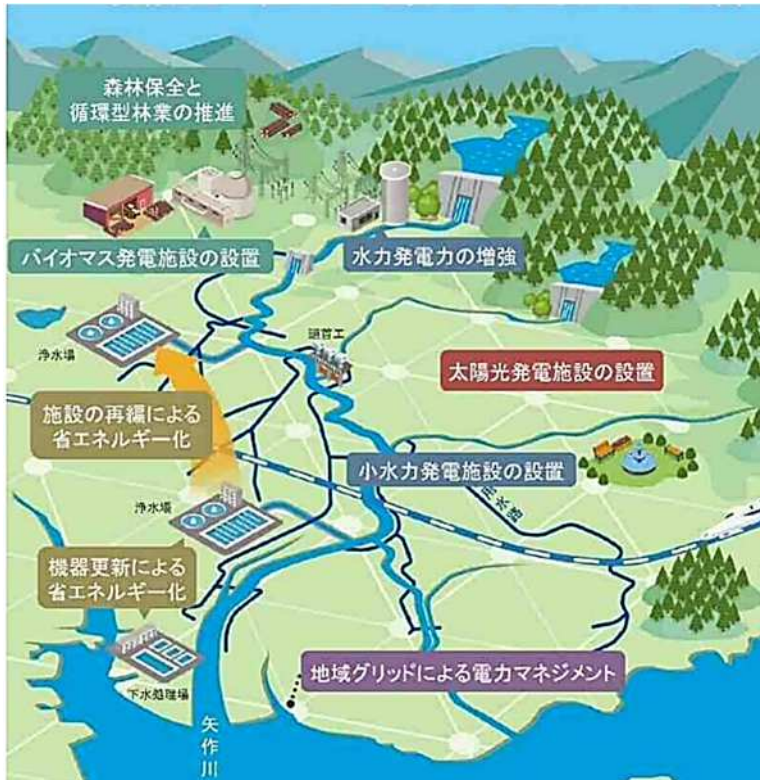 森林保全と
循環型林業の推進
バイオマス発電施設の設置
水力発電力の増強
浄水場
頭首工
太陽光発電施設の設置
施設の再編による
省エネルギー化
小水力発電施設の設置
用水路
浄水場
機器更新による
省エネルギー化
地域グリッドによる電力マネジメント
下水処理場
矢作川